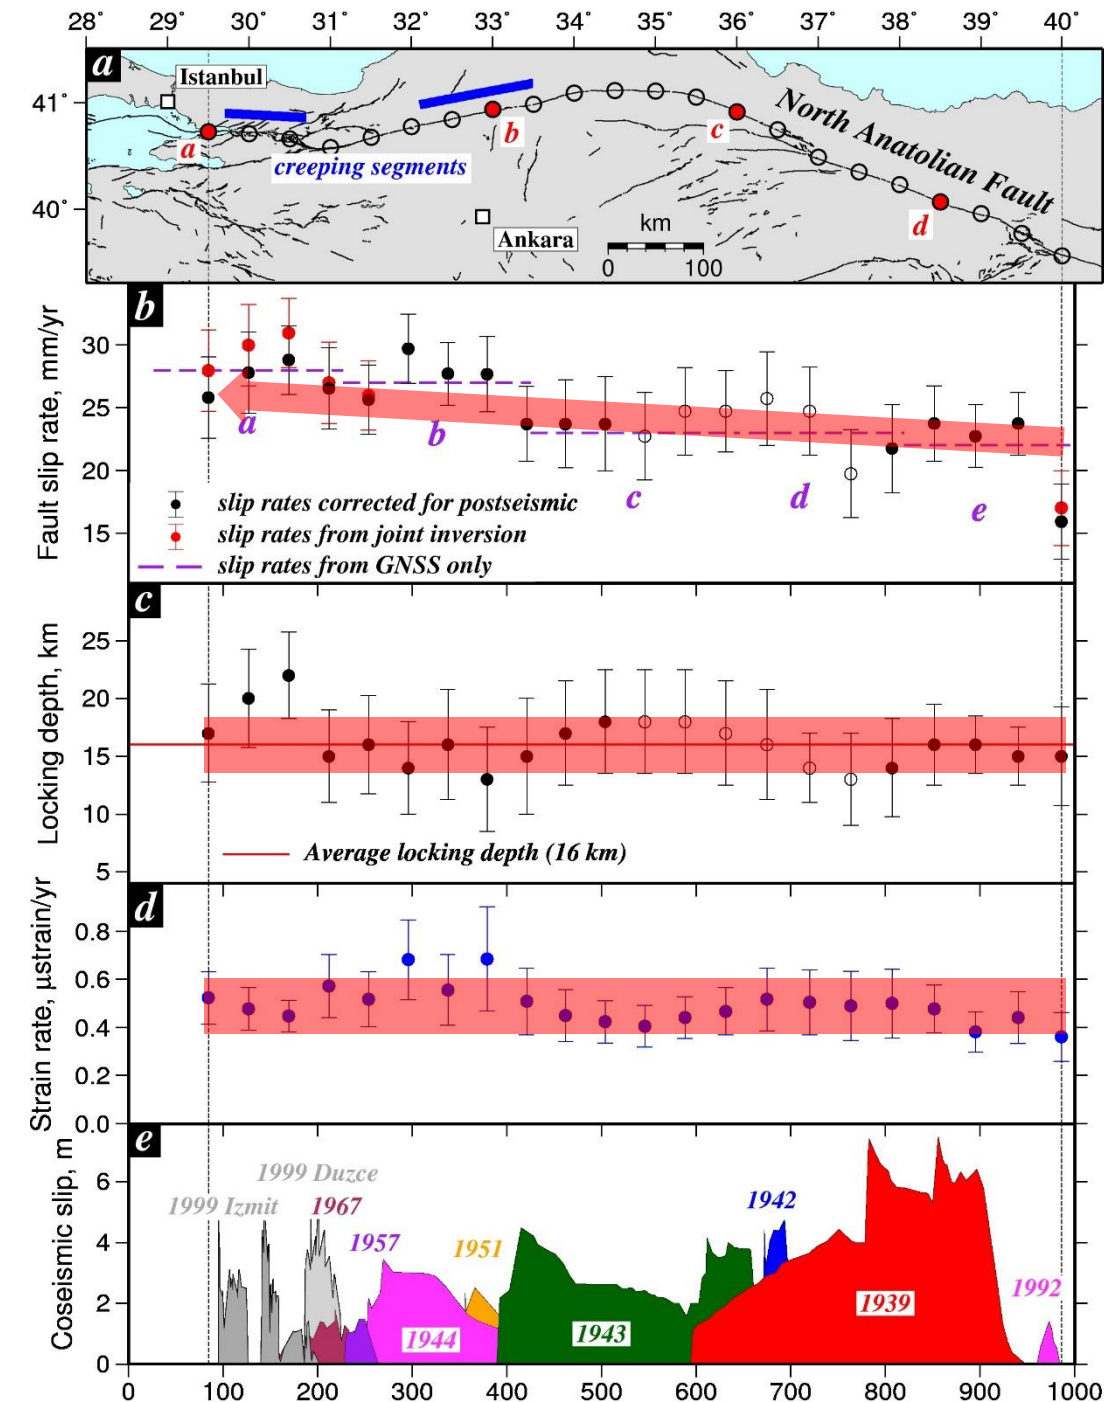 28° 29° 30° 31° 32° 33° 34° 35° 36° 37° 38° 39° 40°
a
Istanbul
41°
a
b
c
North Anatolian Fault
creeping segments
40°
Ankara
km
0 100
d
b
Fault slip rate, mm/yr
30
25
20
15
a
b
c
d
e
slip rates corrected for postseismic
slip rates from joint inversion
slip rates from GNSS only
c
Locking depth, km
25
20
15
10
5
Average locking depth (16 km)
d
Strain rate, µstrain/yr
0.8
0.6
0.4
0.2
0.0
e
Coseismic slip, m
6
4
2
0
1999 Duzce
1999 Izmit
1967
1957
1951
1942
1992
1944
1943
1939
0 100 200 300 400 500 600 700 800 900 1000